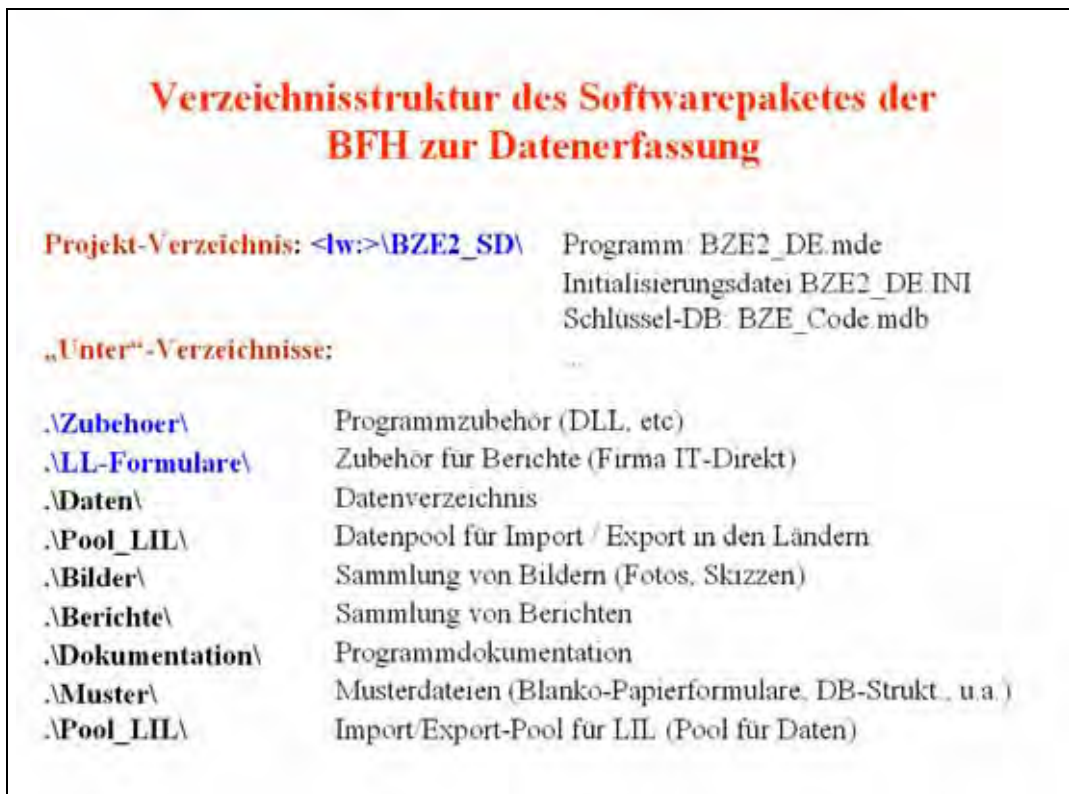 Verzeichnisstruktur des Softwarepaketes der
BFH zur Datenerfassung
Projekt-Verzeichnis: <lw:>\BZE2_SD\ Programm: BZE2_DE.mde
Initialisierungsdatei BZE2_DE.INI
Schlüssel-DB: BZE_Code.mdb
„Unter“-Verzeichnisse: ...
.\Zubehoer\ Programmzubehör (DLL, etc)
.\LL-Formulare\ Zubehör für Berichte (Firma IT-Direkt)
.\Daten\ Datenverzeichnis
.\Pool_LIL\ Datenpool für Import / Export in den Ländern
.\Bilder\ Sammlung von Bildern (Fotos, Skizzen)
.\Berichte\ Sammlung von Berichten
.\Dokumentation\ Programmdokumentation
.\Muster\ Musterdateien (Blanko-Papierformulare, DB-Strukt., u.a.)
.\Pool_LIL\ Import/Export-Pool für LIL (Pool für Daten)